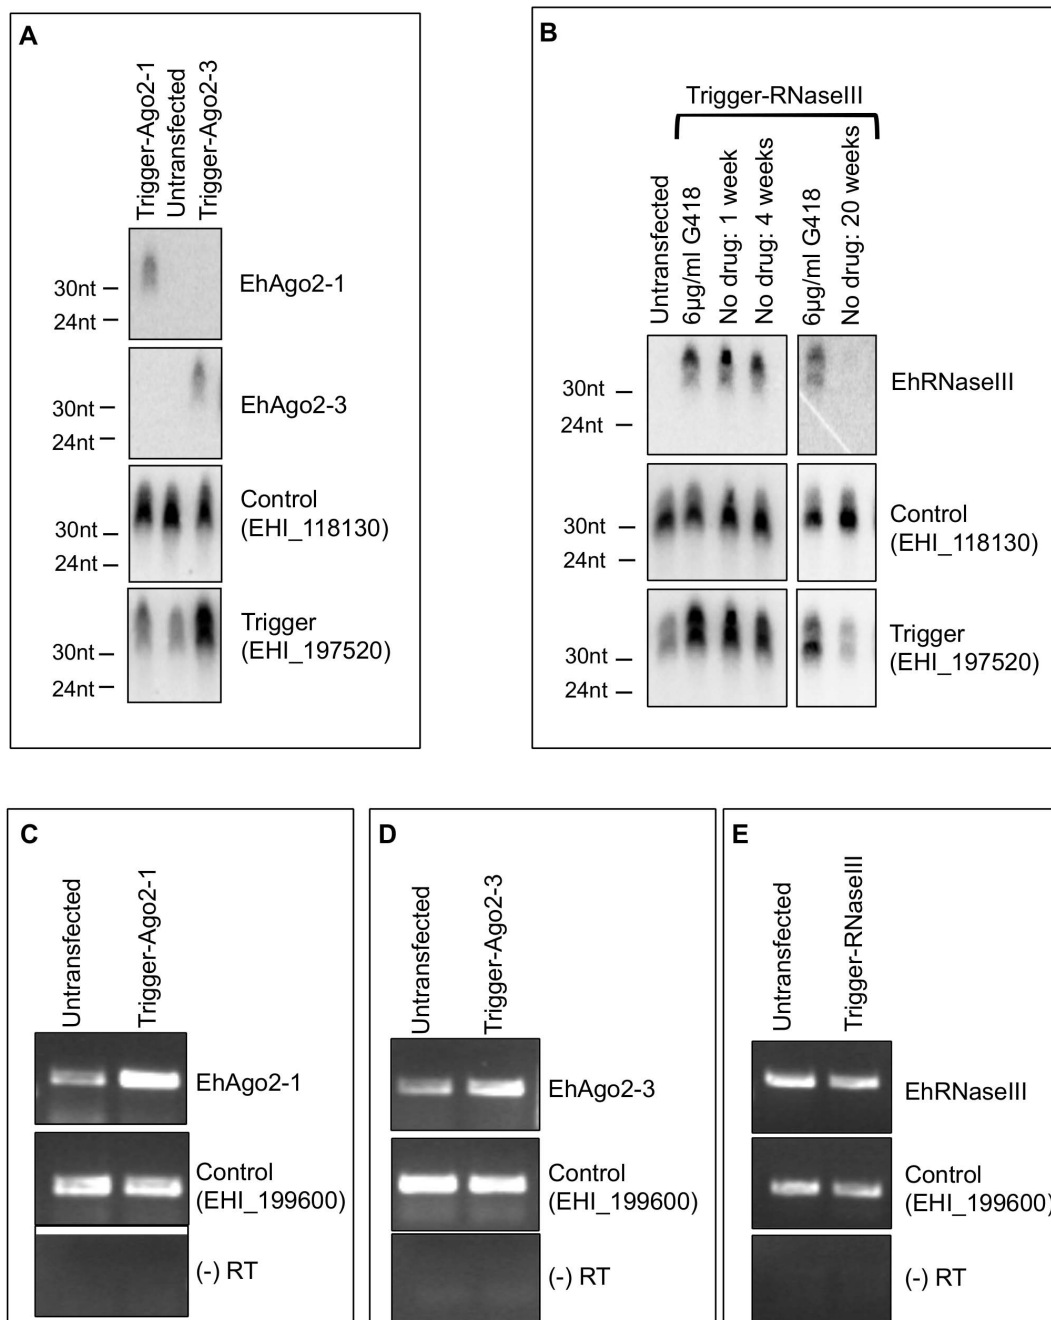 A
Trigger-Ago2-1
Untransfected
Trigger-Ago2-3
30nt
24nt
EhAgo2-1
30nt
24nt
EhAgo2-3
30nt
24nt
Control
(EHI_118130)
30nt
24nt
Trigger
(EHI_197520)
B
Trigger-RNaseIII
Untransfected
6µg/ml G418
No drug: 1 week
No drug: 4 weeks
6µg/ml G418
No drug: 20 weeks
30nt
24nt
EhRNaseIII
30nt
24nt
Control
(EHI_118130)
30nt
24nt
Trigger
(EHI_197520)
C
Untransfected
Trigger-Ago2-1
EhAgo2-1
Control
(EHI_199600)
(-) RT
D
Untransfected
Trigger-Ago2-3
EhAgo2-3
Control
(EHI_199600)
(-) RT
E
Untransfected
Trigger-RNaseIII
EhRNaseIII
Control
(EHI_199600)
(-) RT